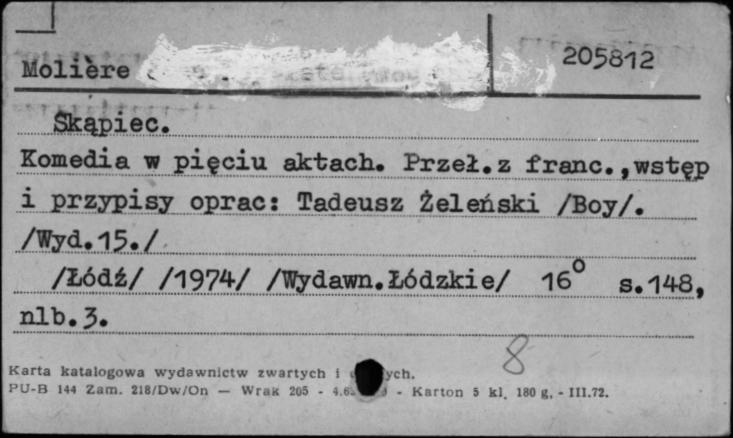 Molière 205812
Skąpiec.
Komedia w pięciu aktach. Przeł.z franc.,wstęp
i przypisy oprac: Tadeusz Żeleński /Boy/.
/Wyd.15./
/Łódź/ /1974/ /Wydawn.Łódzkie/ 16° s.148,
nlb.3.
8
Karta katalogowa wydawnictw zwartych i
PU-B 144 Zam. 218/Dw/On — Wrak 205 - - Karton 5 kl. 180 g. - III.72.